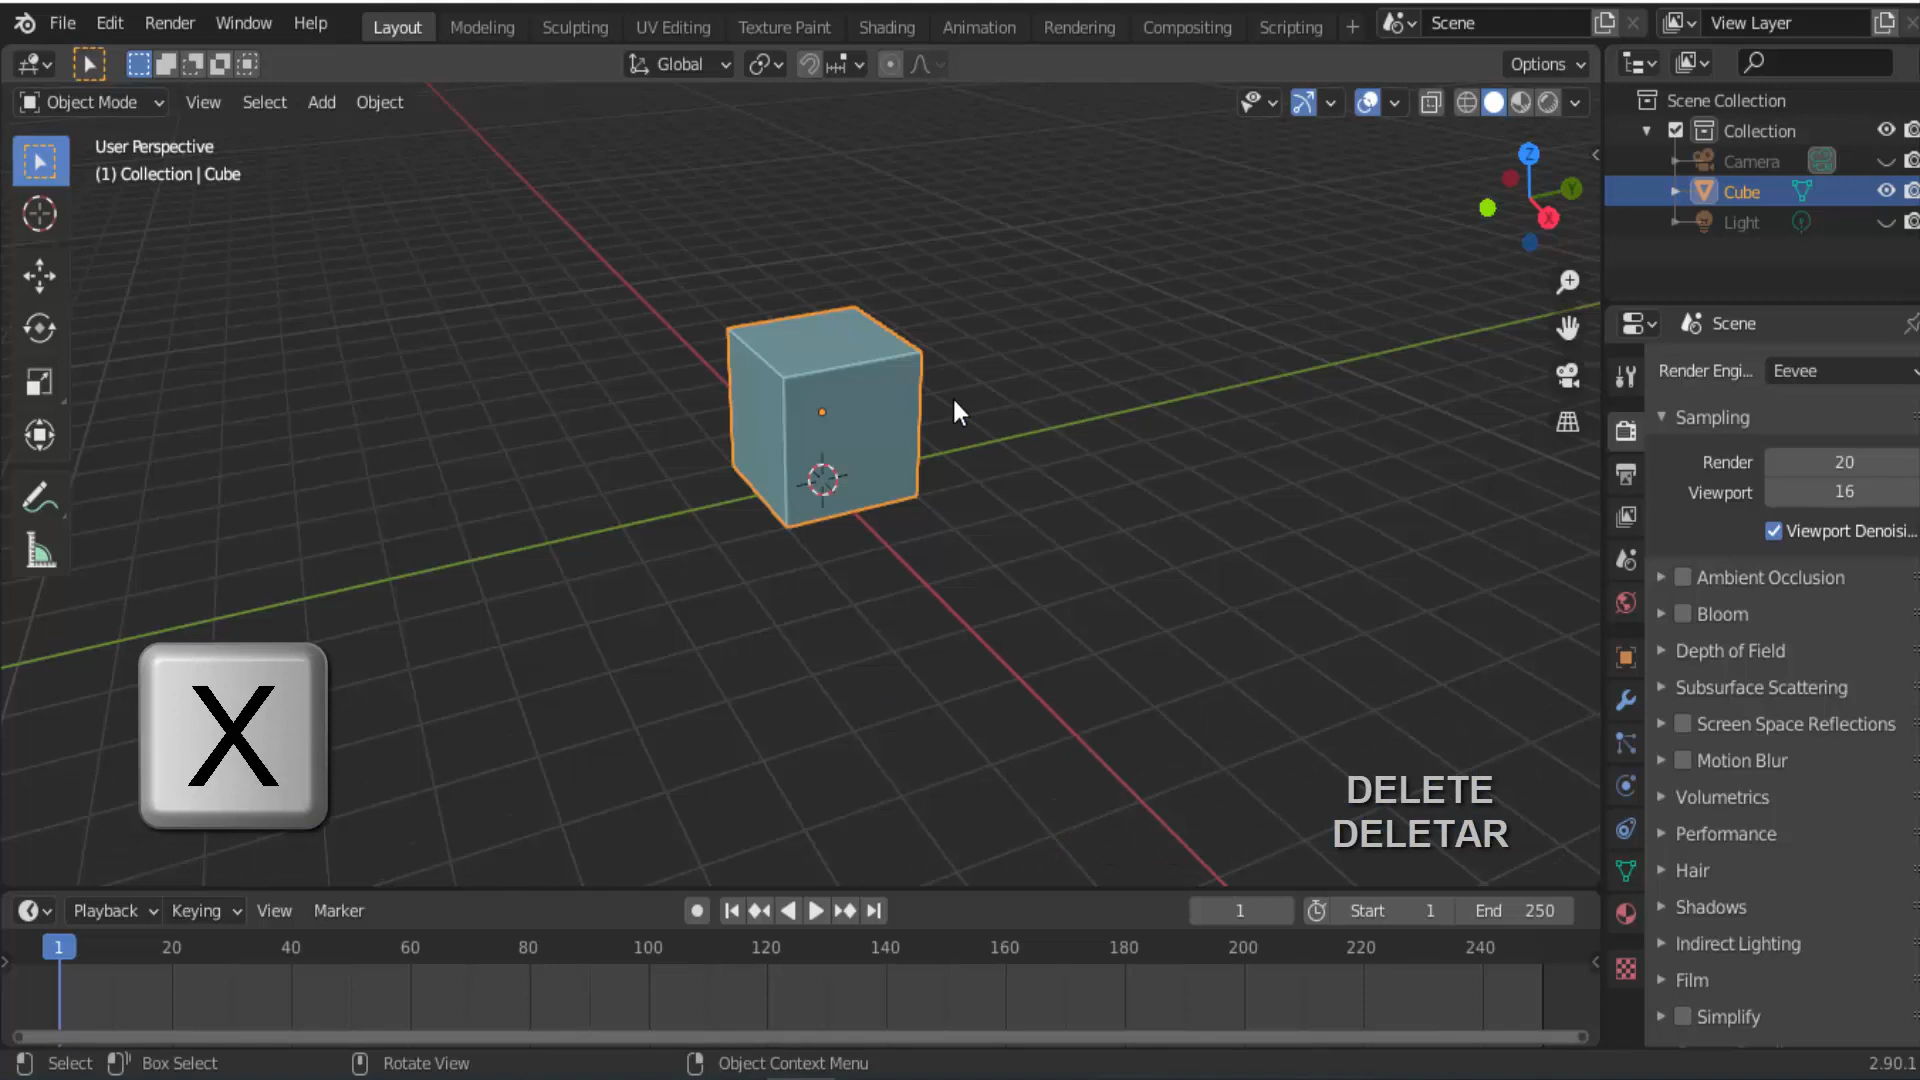 File Edit Render Window Help Layout Modeling Sculpting UV Editing Texture Paint Shading Animation Rendering Compositing Scripting + Scene View Layer
Global Options
Object Mode View Select Add Object
User Perspective
(1) Collection | Cube
Z
Y
X
Scene Collection
Collection
Camera
Cube
Light
Scene
Render Engi... Eevee
Sampling
Render 20
Viewport 16
Viewport Denoisi...
Ambient Occlusion
Bloom
Depth of Field
Subsurface Scattering
Screen Space Reflections
Motion Blur
Volumetrics
Performance
Hair
Shadows
Indirect Lighting
Film
Simplify
X
DELETE
DELETAR
Playback Keying View Marker 1 Start 1 End 250
1 20 40 60 80 100 120 140 160 180 200 220 240
Select Box Select Rotate View Object Context Menu 2.90.1